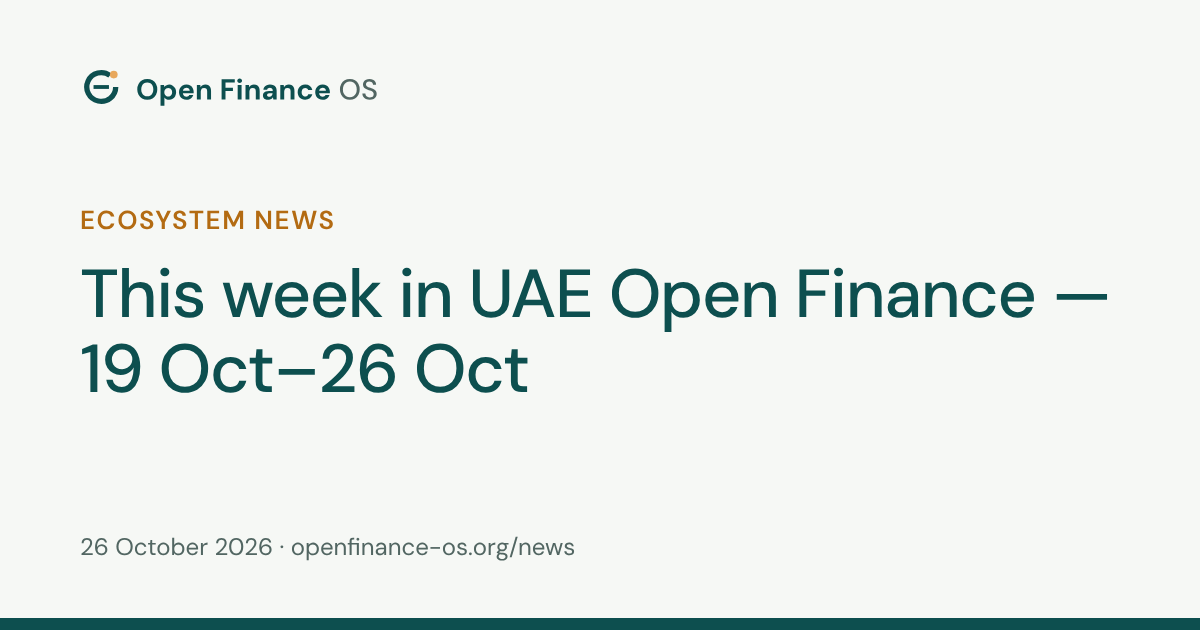 Open Finance OS
ECOSYSTEM NEWS
This week in UAE Open Finance —
19 Oct–26 Oct
26 October 2026 · openfinance-os.org/news